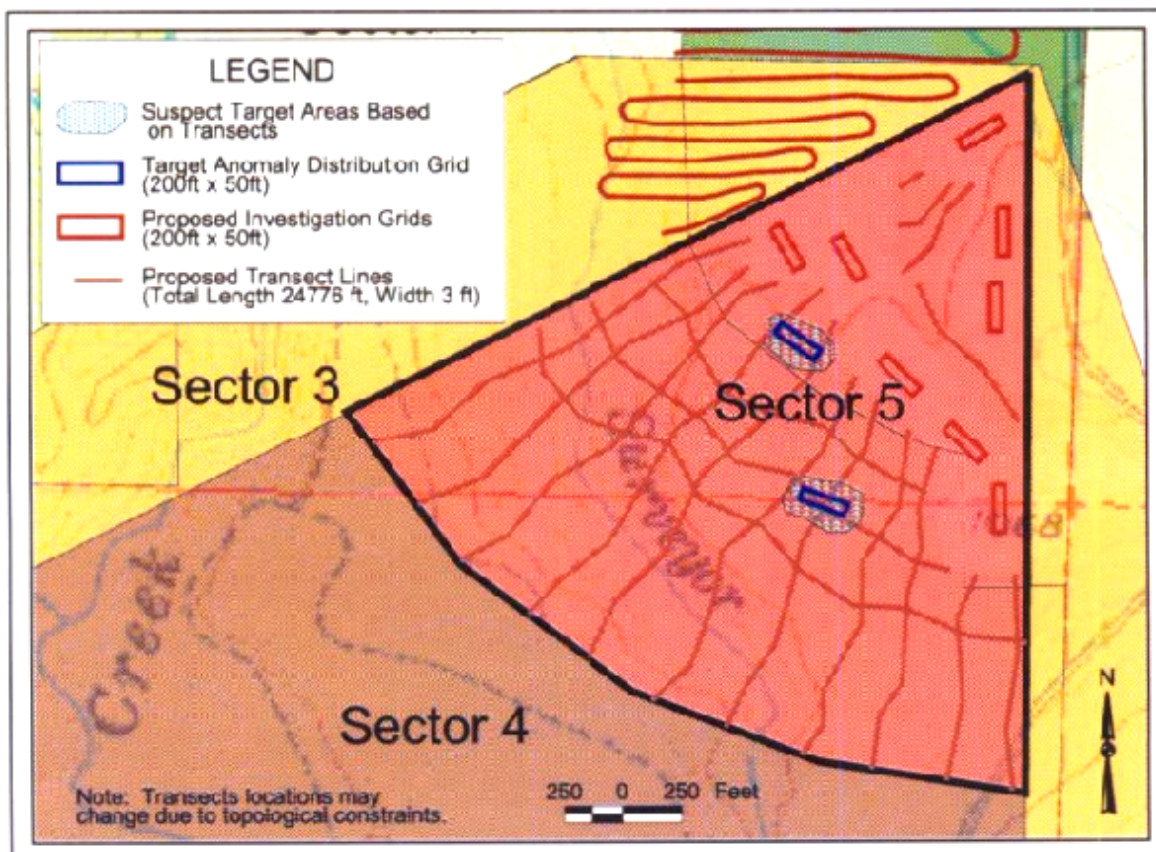 LEGEND
Suspect Target Areas Based
on Transects
Target Anomaly Distribution Grid
(200ft x 50ft)
Proposed Investigation Grids
(200ft x 50ft)
Proposed Transect Lines
(Total Length 24776 ft, Width 3 ft)
Sector 3
Sector 5
Creek
Sector 4
N
250 0 250 Feet
Note: Transects locations may
change due to topological constraints.